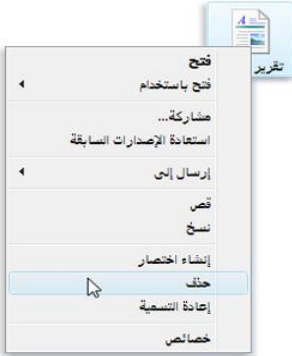 تقرير
فتح
فتح باستخدام
مشاركة...
استعادة الإصدارات السابقة
إرسال إلى
قص
نسخ
إنشاء اختصار
حذف
إعادة التسمية
خصائص